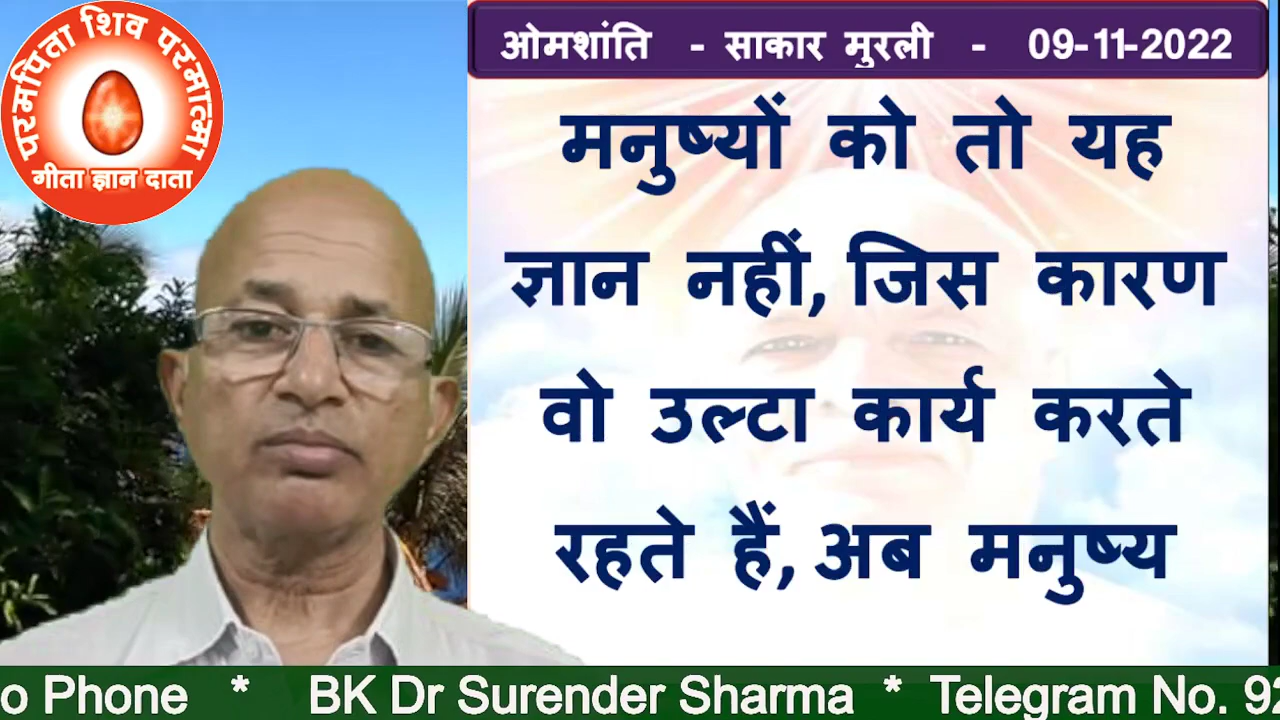 परमपिता शिव परमात्मा
गीता ज्ञान दाता
ओमशांति - साकार मुरली - 09-11-2022
मनुष्यों को तो यह
ज्ञान नहीं, जिस कारण
वो उल्टा कार्य करते
रहते हैं, अब मनुष्य
o Phone * BK Dr Surender Sharma * Telegram No. 92